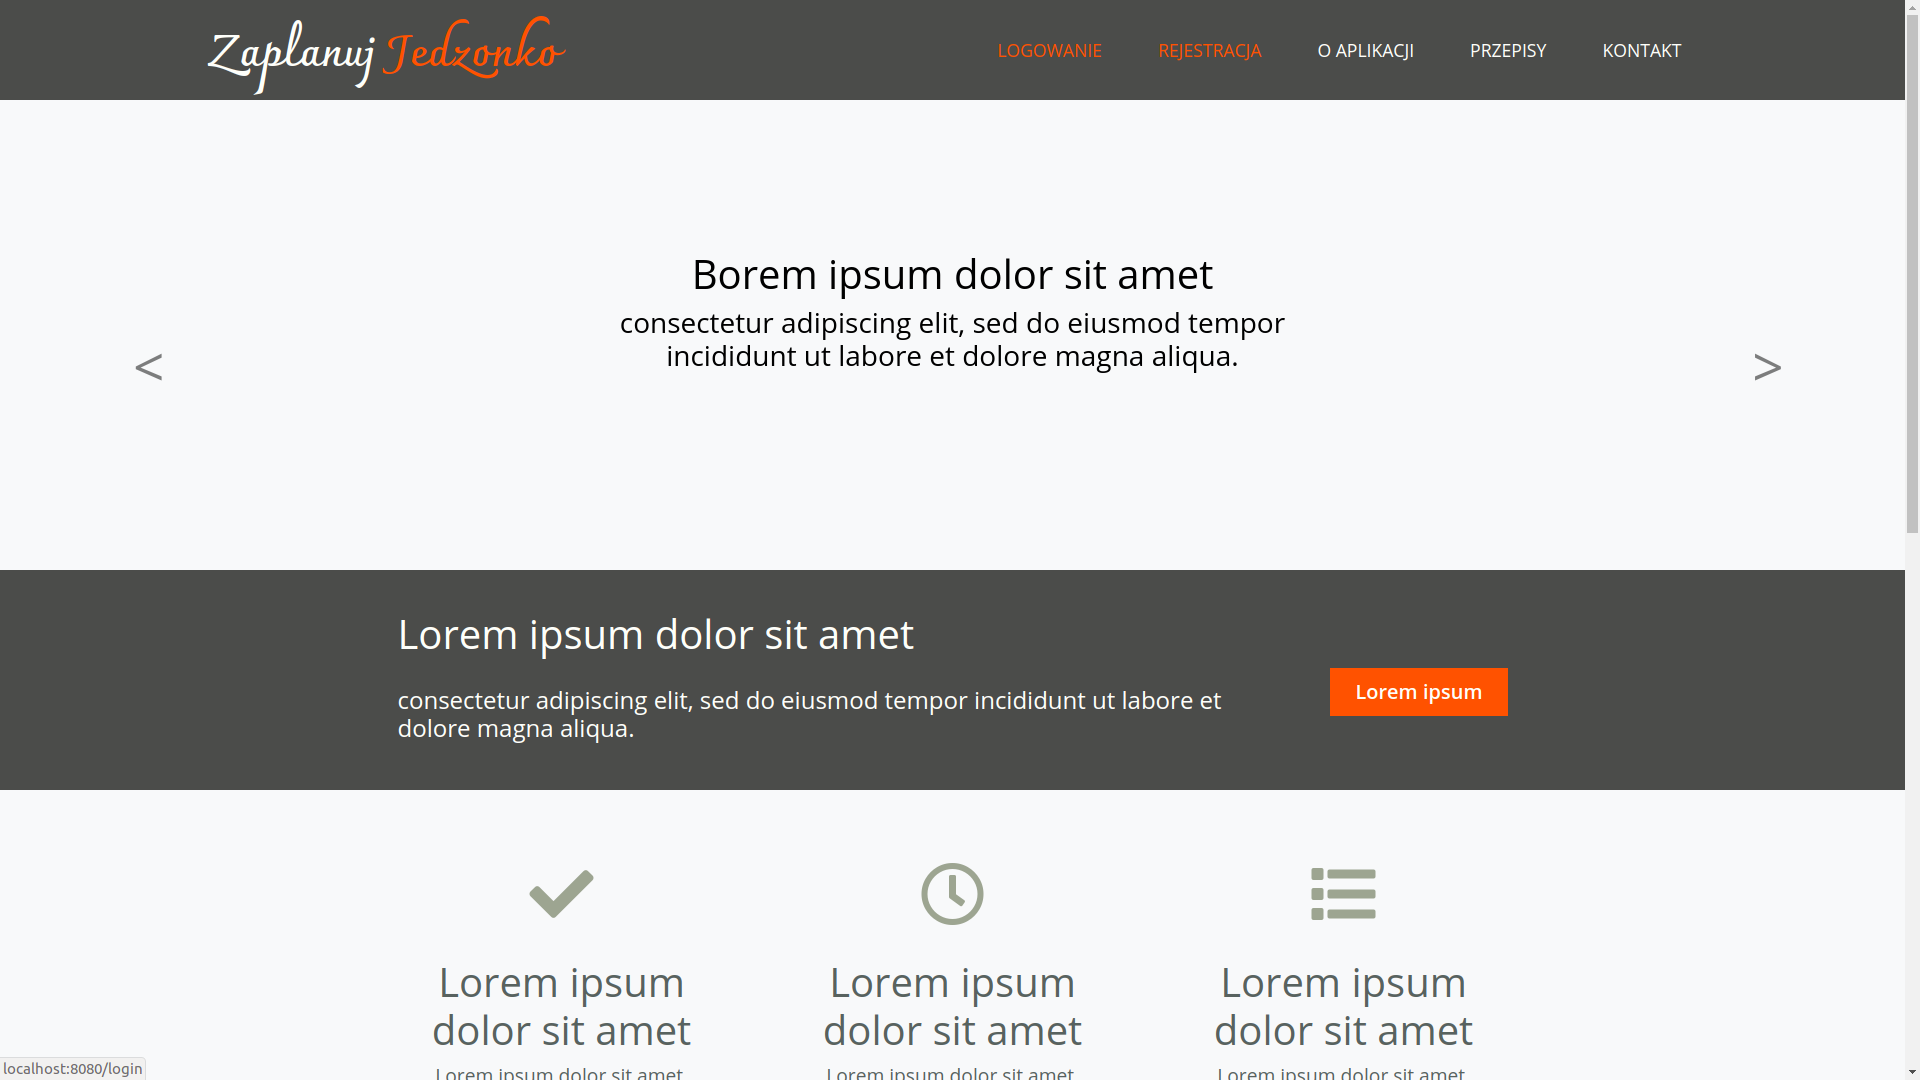 Zaplanuj Jedzonko
LOGOWANIE REJESTRACJA O APLIKACJI PRZEPISY KONTAKT
Borem ipsum dolor sit amet
consectetur adipiscing elit, sed do eiusmod tempor
incididunt ut labore et dolore magna aliqua.
< >
Lorem ipsum dolor sit amet
consectetur adipiscing elit, sed do eiusmod tempor incididunt ut labore et
dolore magna aliqua.
Lorem ipsum
Lorem ipsum
dolor sit amet
Lorem ipsum dolor sit amet,
Lorem ipsum
dolor sit amet
Lorem ipsum dolor sit amet,
Lorem ipsum
dolor sit amet
Lorem ipsum dolor sit amet,
localhost:8080/login